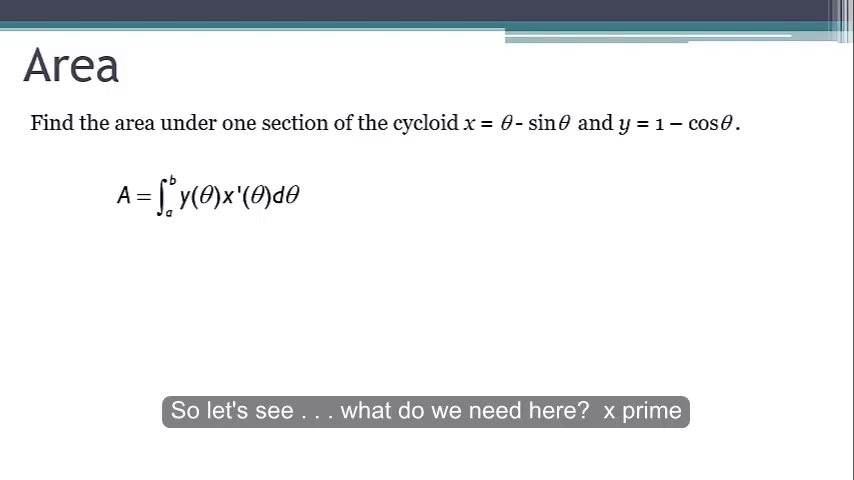 Area
Find the area under one section of the cycloid x = θ - sinθ and y = 1 – cosθ.
A = ∫_a^b y(θ)x'(θ)dθ
So let's see . . . what do we need here? x prime